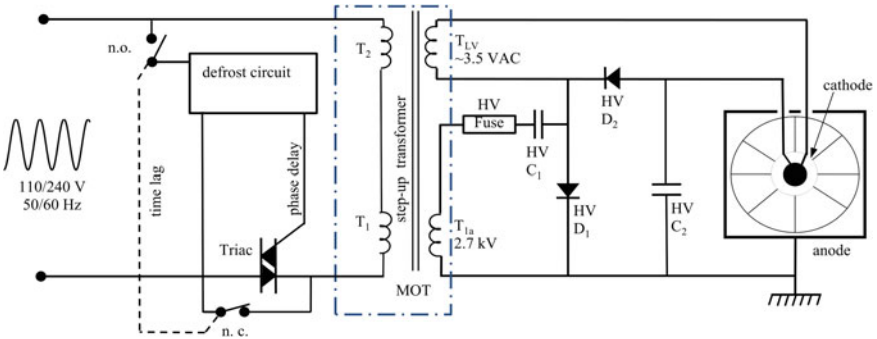 n.o.
defrost circuit
110/240 V
50/60 Hz
time lag
phase delay
Triac
n. c.
T2
T1
step-up transformer
MOT
TLV
~3.5 VAC
HV
Fuse
HV
C1
T1a
2.7 kV
HV
D2
HV
D1
HV
C2
cathode
anode